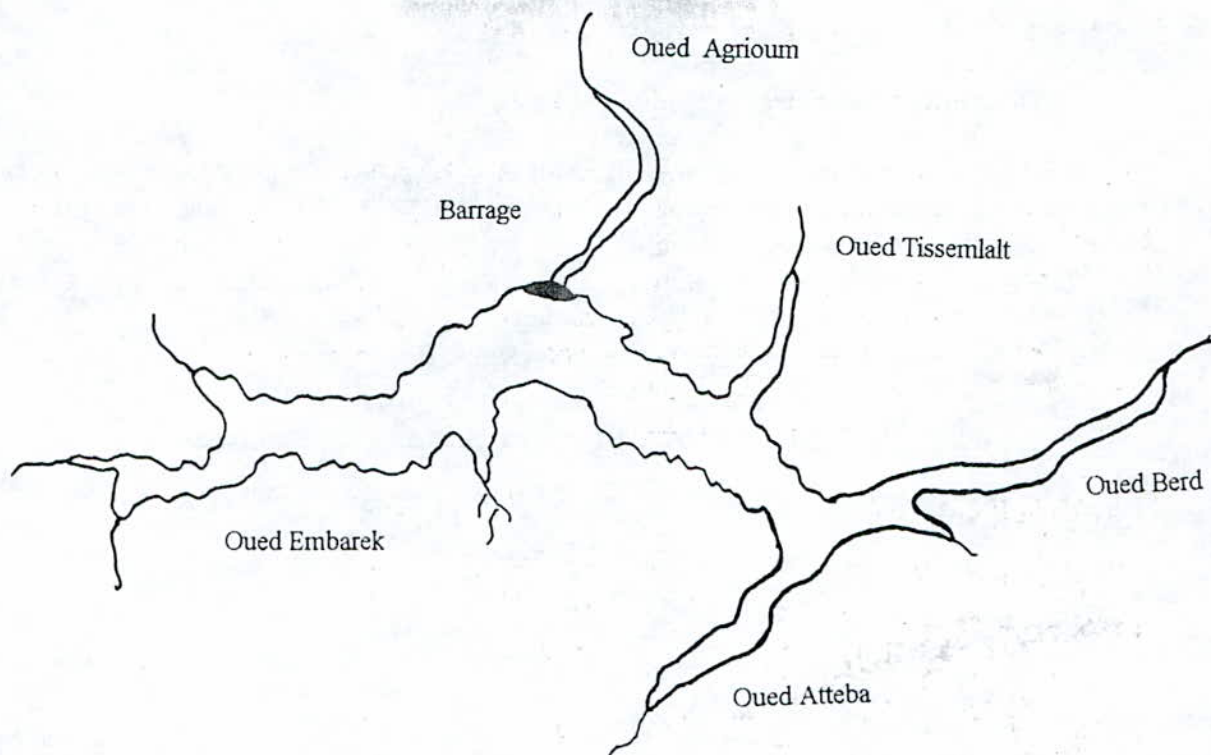 Oued Agrioum
Barrage
Oued Tissemlalt
Oued Berd
Oued Embarek
Oued Atteba